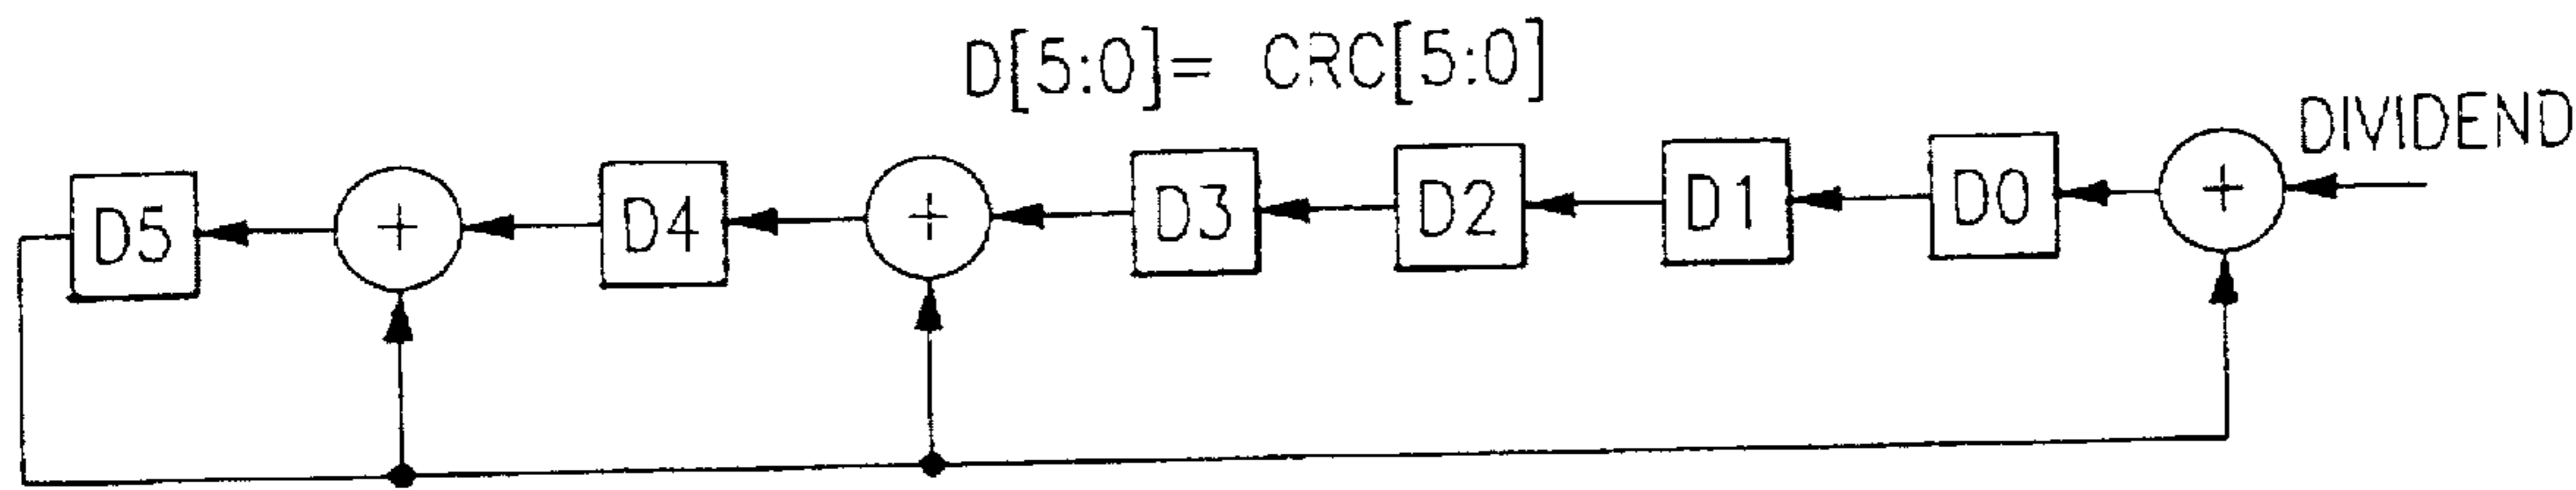 D[5:0]= CRC[5:0]
DIVIDEND
D5 + D4 + D3 D2 D1 D0 +